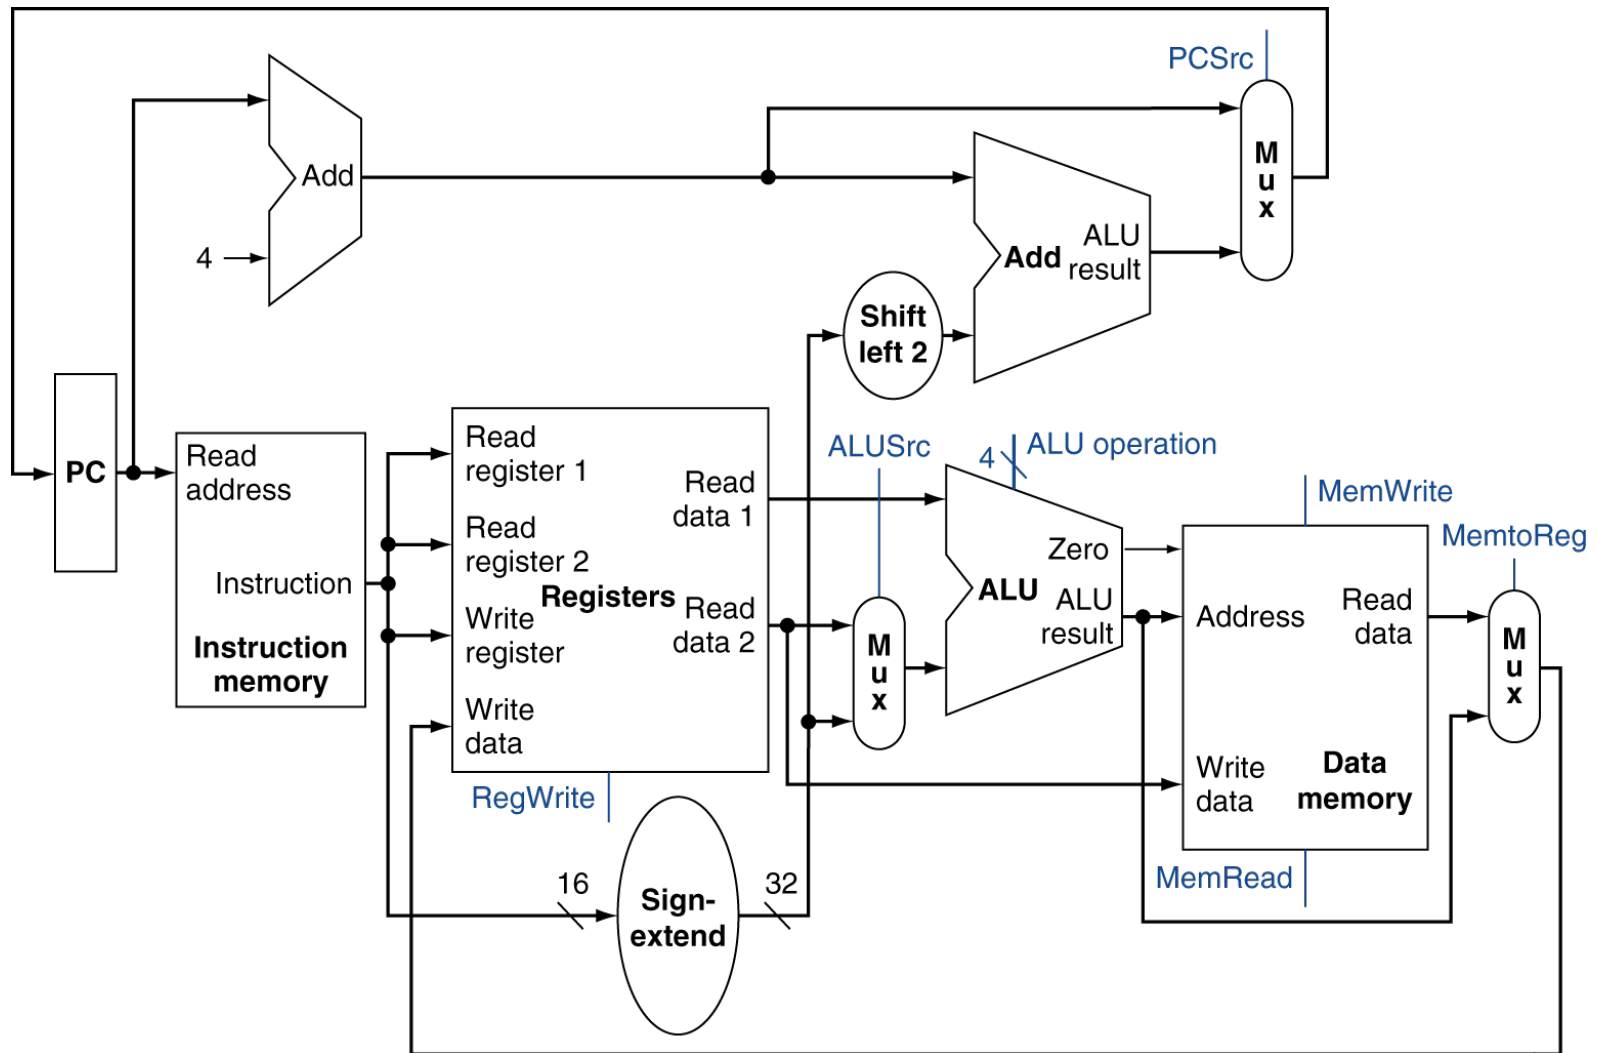 PCSrc
M
u
x
Add
4
Add
ALU
result
Shift
left 2
PC
Read
address
Instruction
Instruction
memory
Read
register 1
Read
register 2
Write
register
Write
data
Registers
Read
data 1
Read
data 2
RegWrite
16
Sign-
extend
32
ALUSrc
M
u
x
4
ALU operation
Zero
ALU
ALU
result
MemWrite
Address
Read
data
Write
data
Data
memory
MemRead
MemtoReg
M
u
x